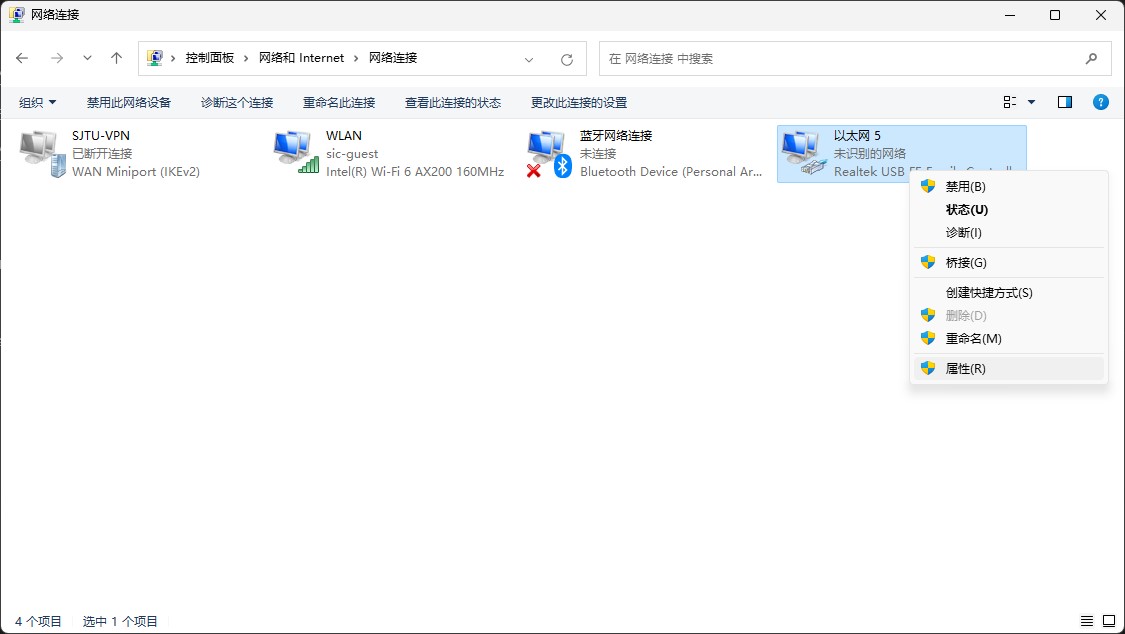 网络连接
控制面板 网络和 Internet 网络连接
在 网络连接 中搜索
组织 禁用此网络设备 诊断这个连接 重命名此连接 查看此连接的状态 更改此连接的设置
SJTU-VPN
已断开连接
WAN Miniport (IKEv2)
WLAN
sic-guest
Intel(R) Wi-Fi 6 AX200 160MHz
蓝牙网络连接
未连接
Bluetooth Device (Personal Ar...
以太网 5
未识别的网络
Realtek USB
禁用(B)
状态(U)
诊断(I)
桥接(G)
创建快捷方式(S)
删除(D)
重命名(M)
属性(R)
4 个项目 选中 1 个项目